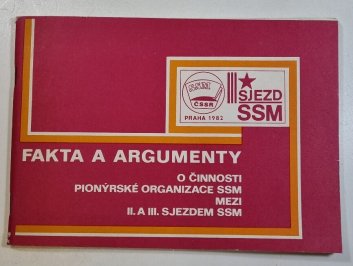 SSM
ČSSR
PRAHA 1982
III SJEZD
SSM
FAKTA A ARGUMENTY
O ČINNOSTI
PIONÝRSKÉ ORGANIZACE SSM
MEZI
II. A III. SJEZDEM SSM